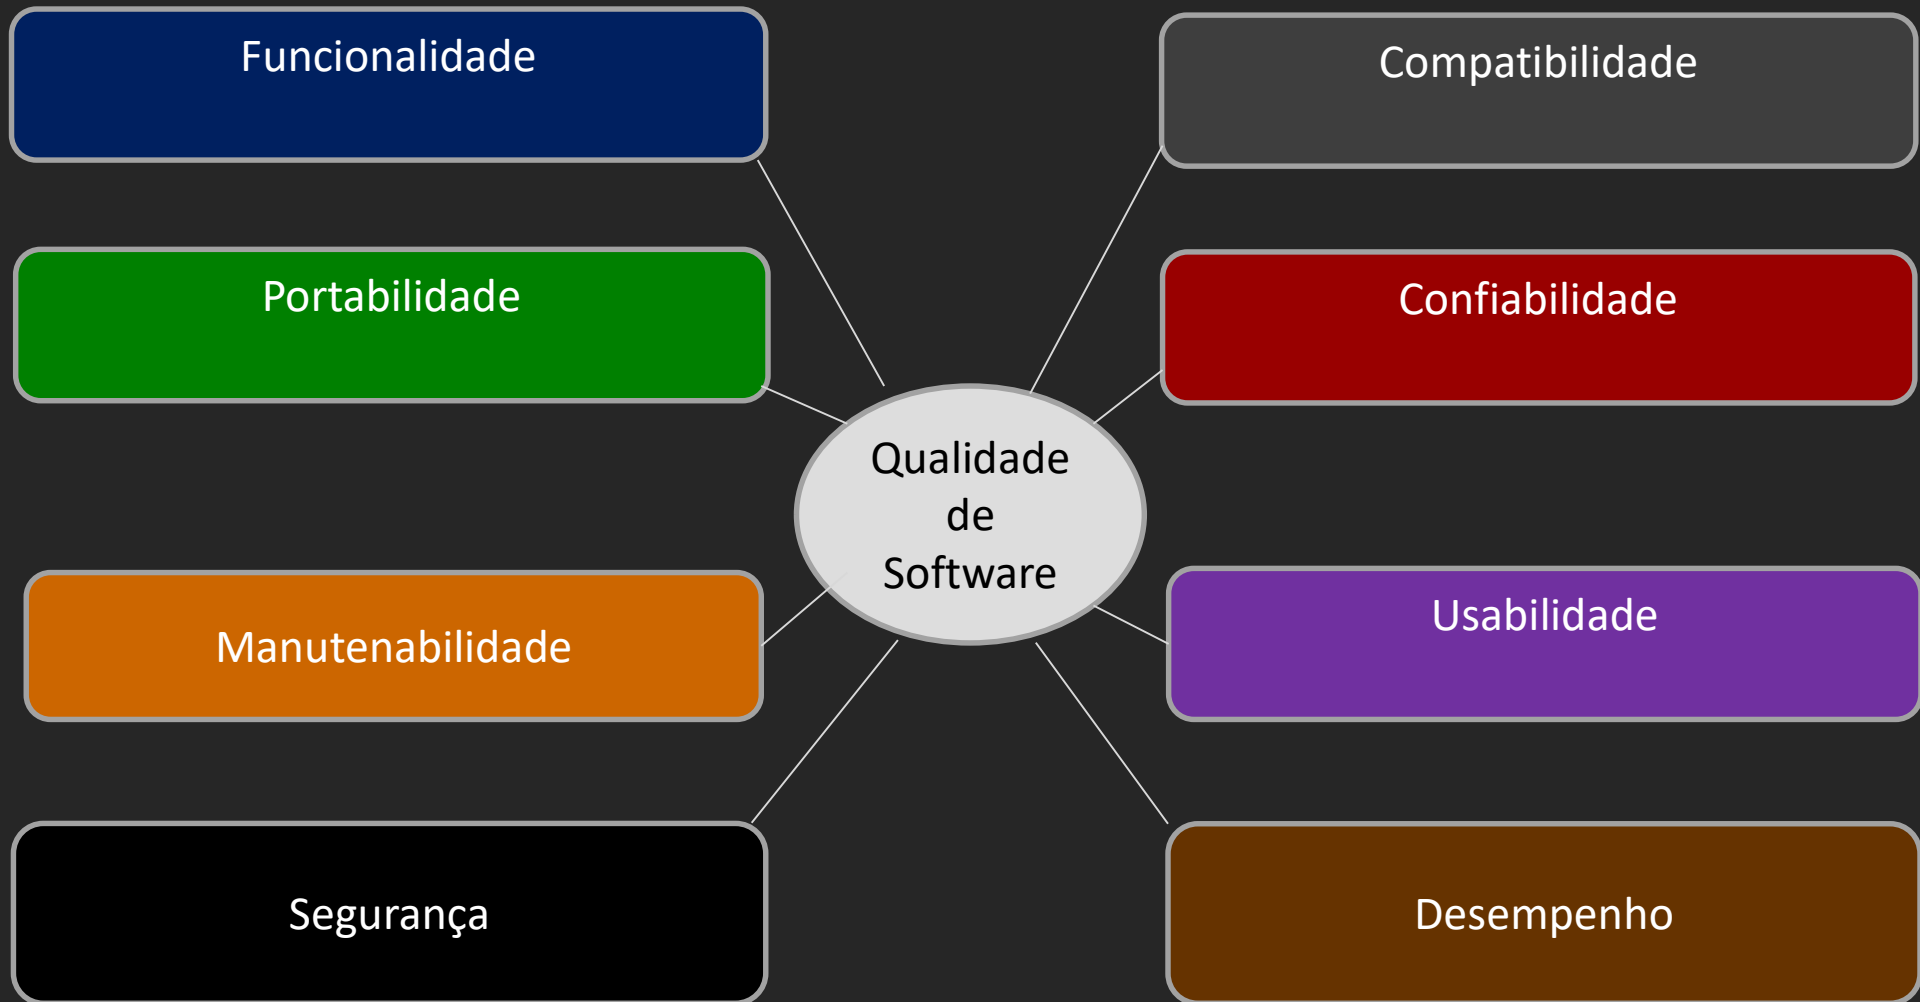 Funcionalidade
Compatibilidade
Portabilidade
Confiabilidade
Qualidade
de
Software
Manutenabilidade
Usabilidade
Segurança
Desempenho